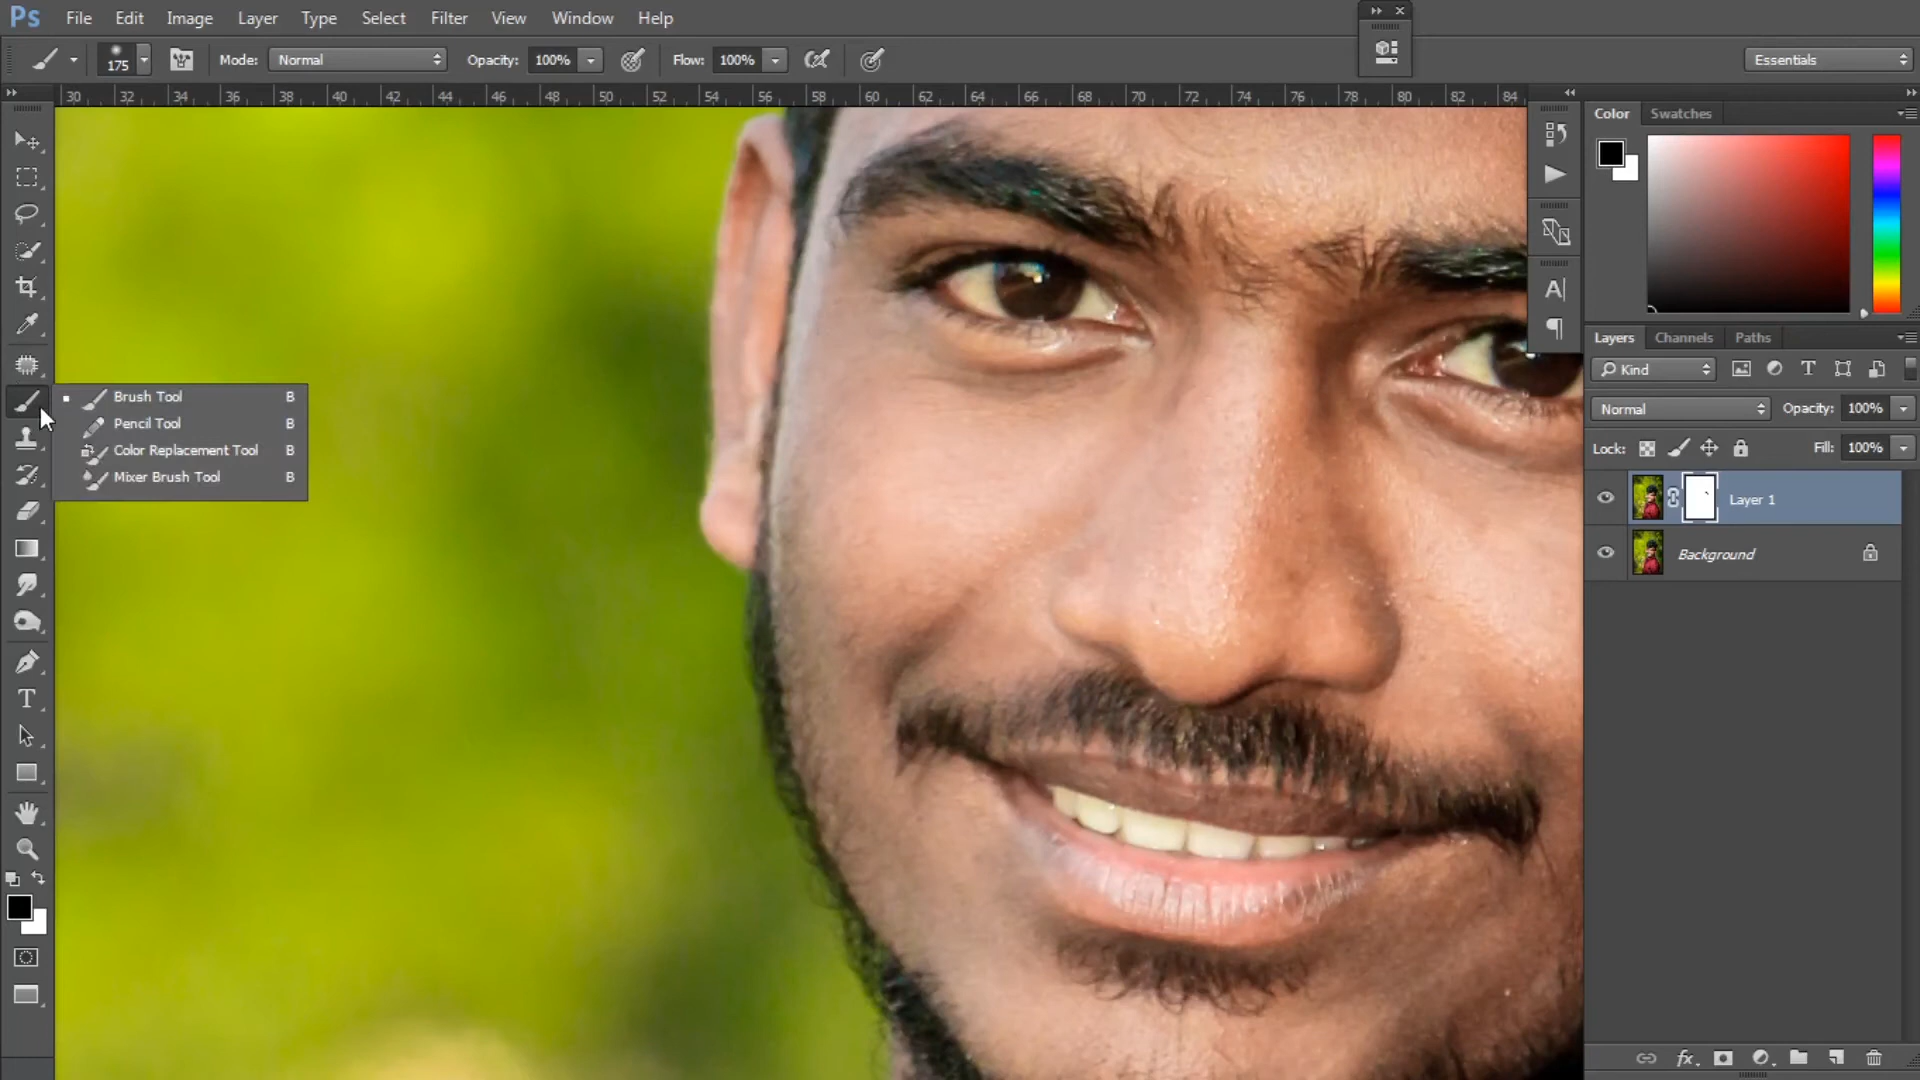 Ps File Edit Image Layer Type Select Filter View Window Help
175 Mode: Normal Opacity: 100% Flow: 100% Essentials
30 32 34 36 38 40 42 44 46 48 50 52 54 56 58 60 62 64 66 68 70 72 74 76 78 80 82 84
Color Swatches
Brush Tool B
Pencil Tool B
Color Replacement Tool B
Mixer Brush Tool B
Layers Channels Paths
Kind
Normal Opacity: 100%
Lock: Fill: 100%
Layer 1
Background